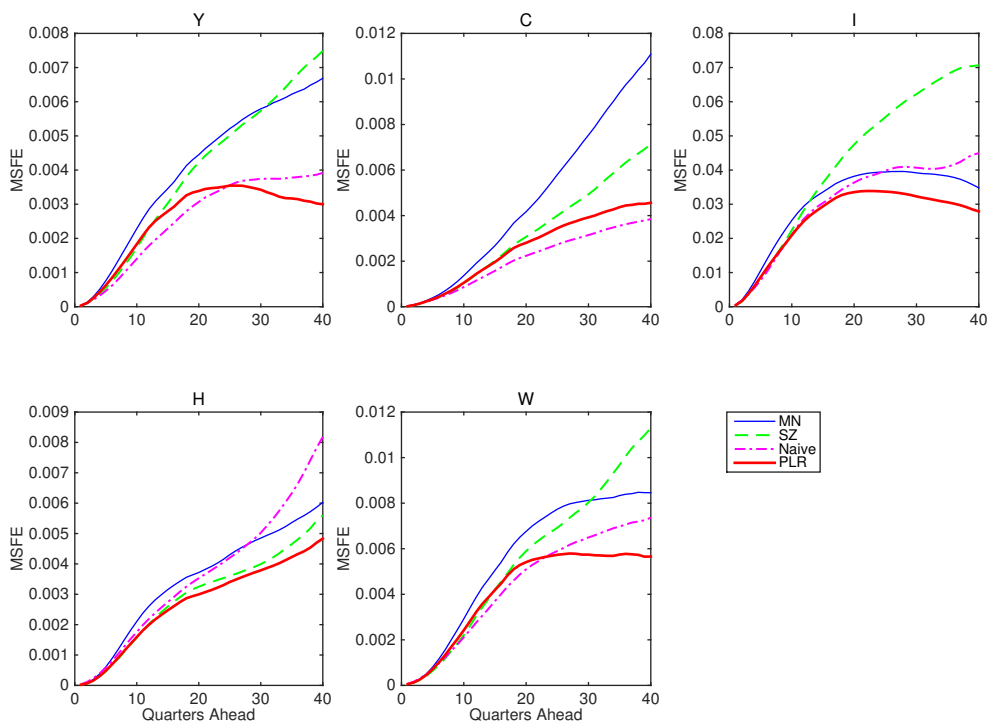 Y
0.008
0.007
0.006
0.005
0.004
0.003
0.002
0.001
0
MSFE
0 10 20 30 40
C
0.012
0.01
0.008
0.006
0.004
0.002
0
MSFE
0 10 20 30 40
I
0.08
0.07
0.06
0.05
0.04
0.03
0.02
0.01
0
MSFE
0 10 20 30 40
H
0.009
0.008
0.007
0.006
0.005
0.004
0.003
0.002
0.001
0
MSFE
0 10 20 30 40
Quarters Ahead
W
0.012
0.01
0.008
0.006
0.004
0.002
0
MSFE
0 10 20 30 40
Quarters Ahead
MN
SZ
Naive
PLR